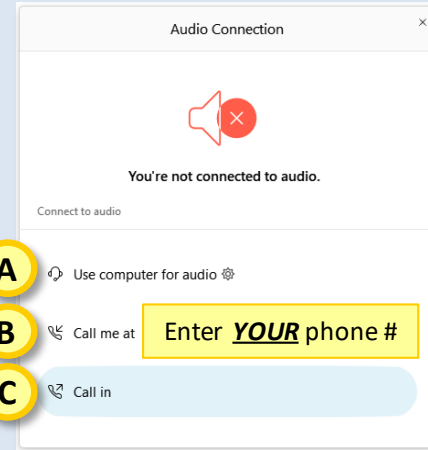 Audio Connection
You're not connected to audio.
Connect to audio
A Use computer for audio
B Call me at Enter YOUR phone #
C Call in